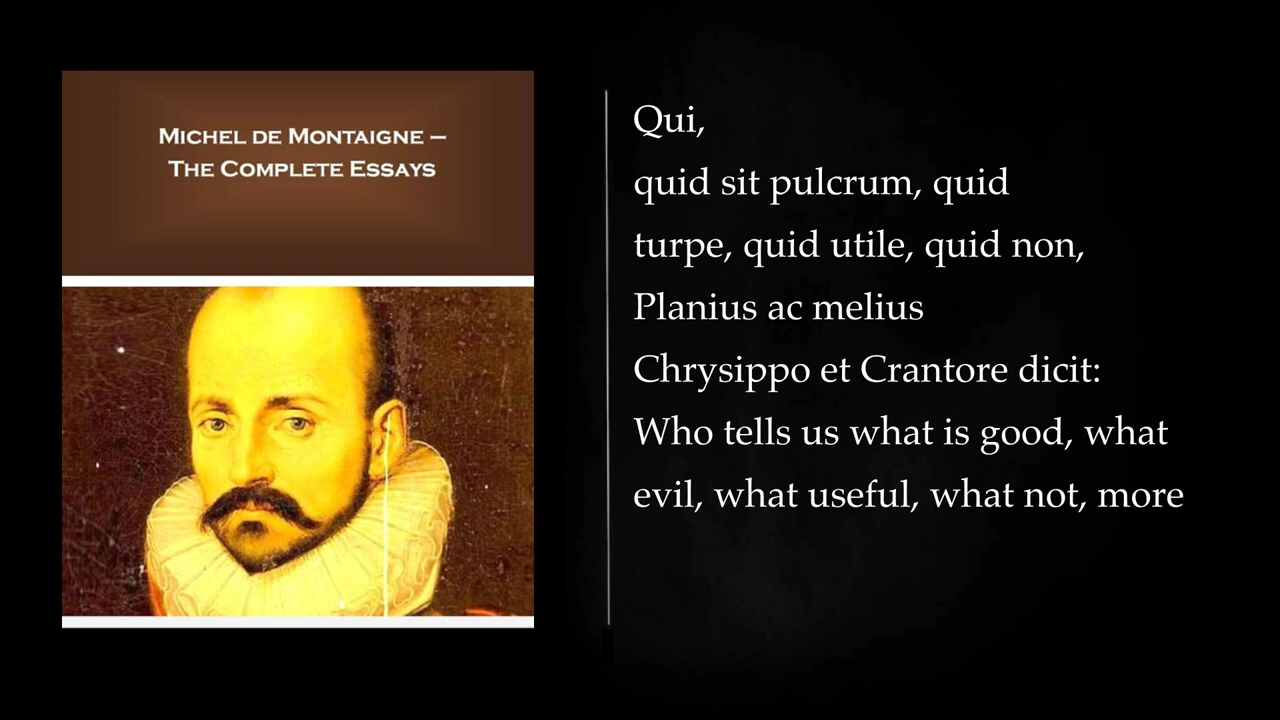 MICHEL DE MONTAIGNE –
THE COMPLETE ESSAYS
Qui,
quid sit pulcrum, quid
turpe, quid utile, quid non,
Planius ac melius
Chrysippo et Crantore dicit:
Who tells us what is good, what
evil, what useful, what not, more